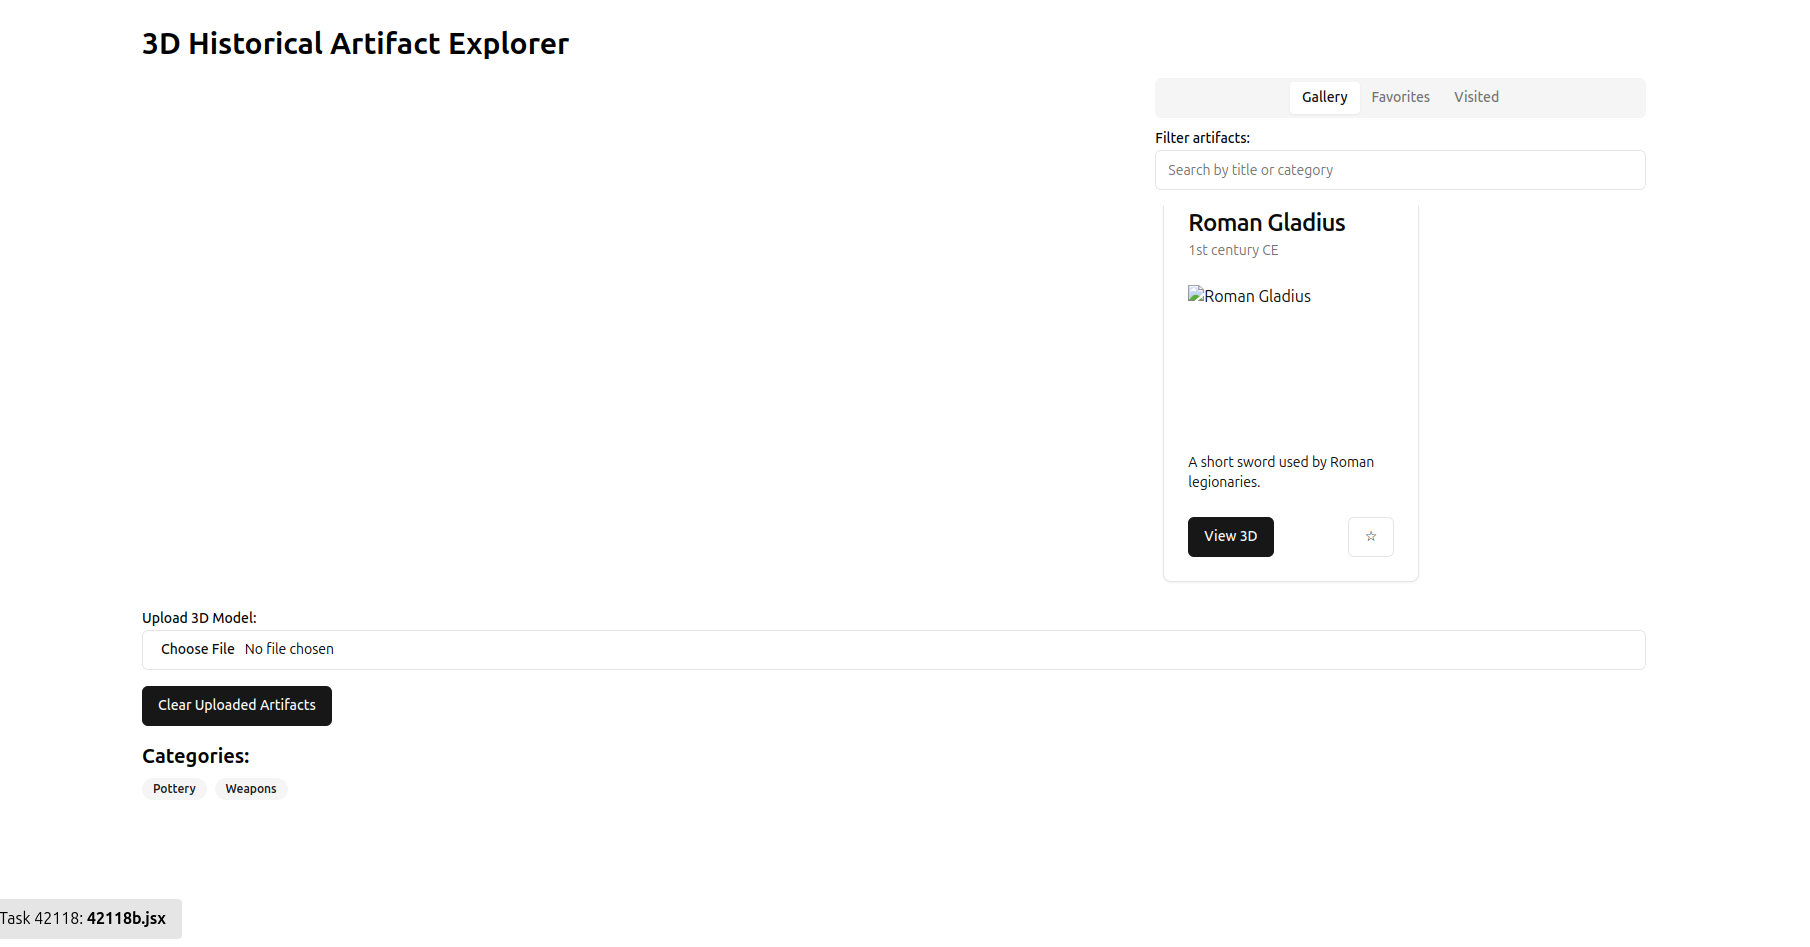 3D Historical Artifact Explorer
Gallery Favorites Visited
Filter artifacts:
Search by title or category
Roman Gladius
1st century CE
Roman Gladius
A short sword used by Roman
legionaries.
View 3D ☆
Upload 3D Model:
Choose File No file chosen
Clear Uploaded Artifacts
Categories:
Pottery Weapons
Task 42118: 42118b.jsx